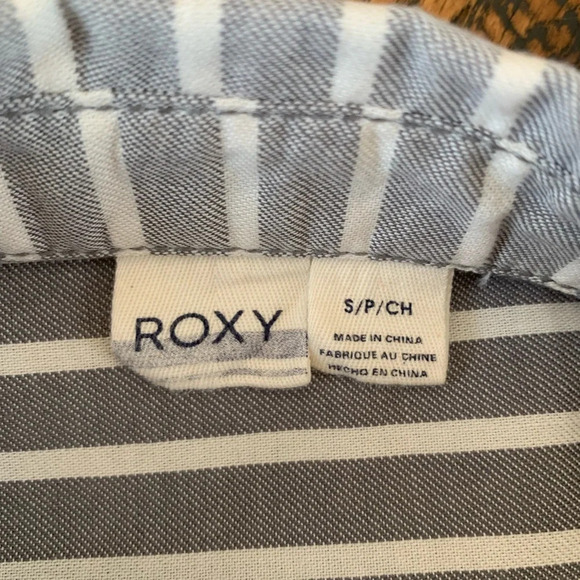 ROXY
S/P/CH
MADE IN CHINA
FABRIQUE AU CHINE
HECHO EN CHINA